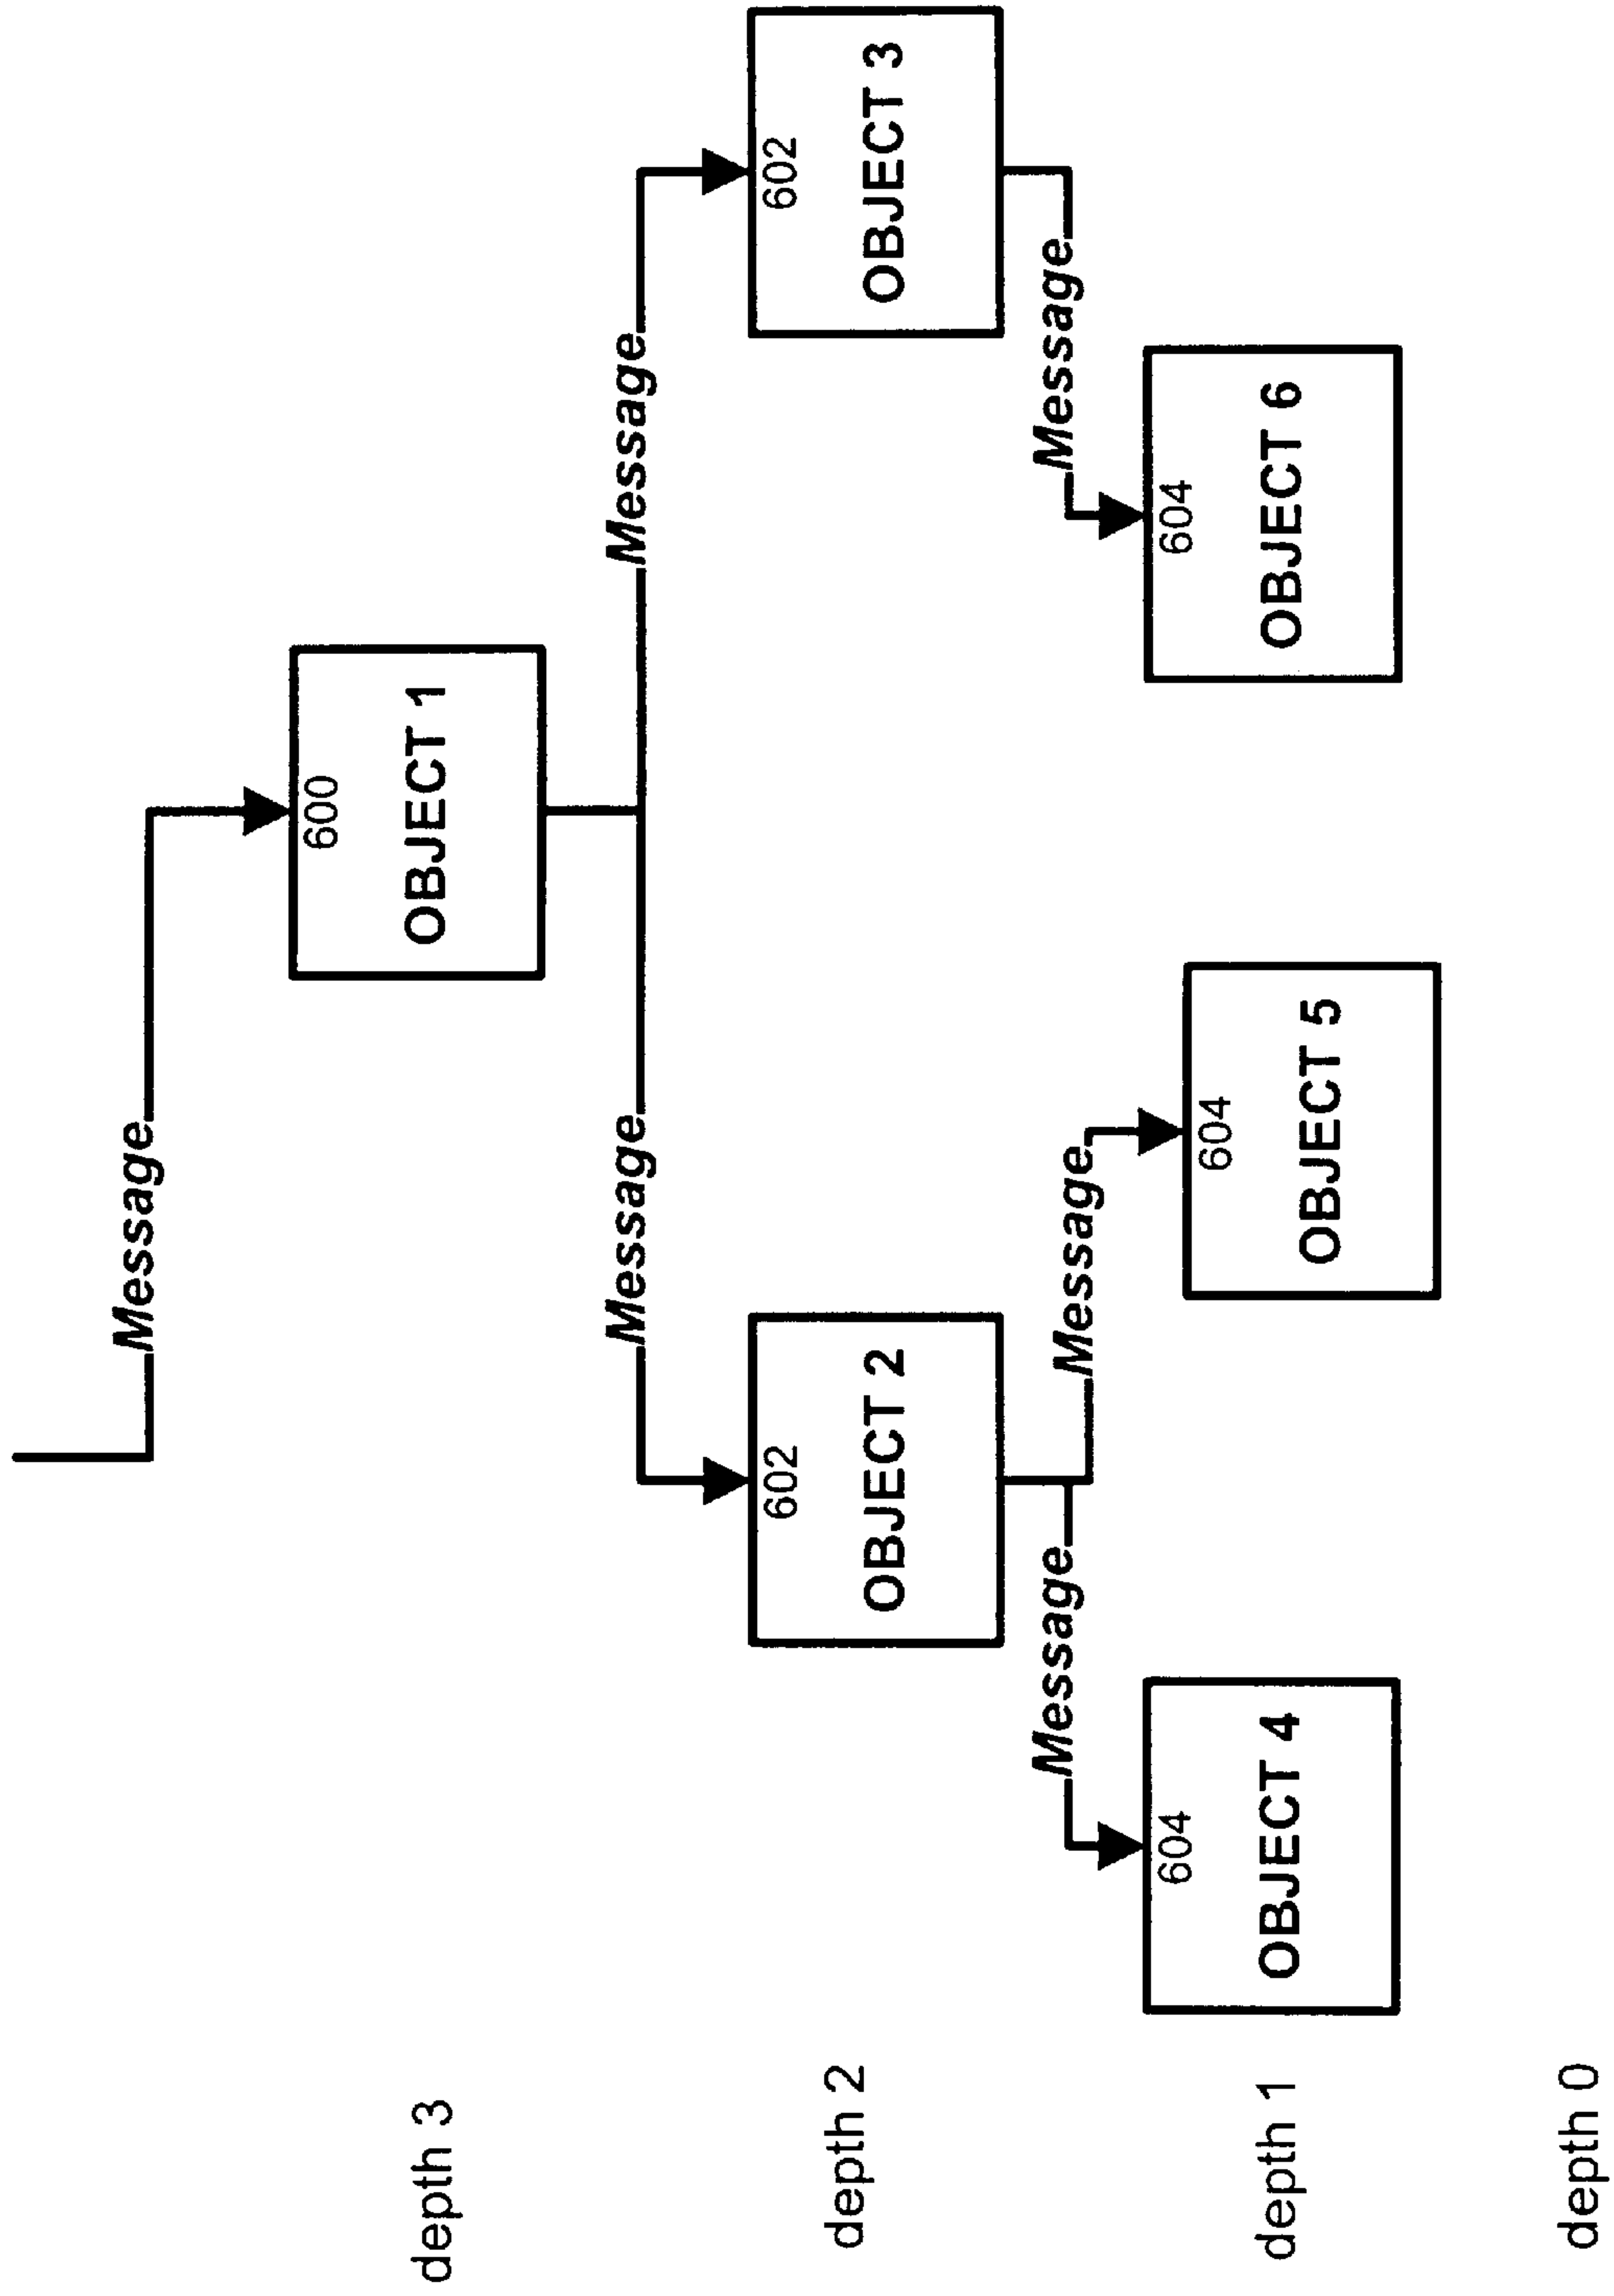 Message
600
OBJECT 1
depth 3
Message
Message
602
OBJECT 2
602
OBJECT 3
depth 2
Message
Message
Message
604
OBJECT 4
604
OBJECT 5
604
OBJECT 6
depth 1
depth 0